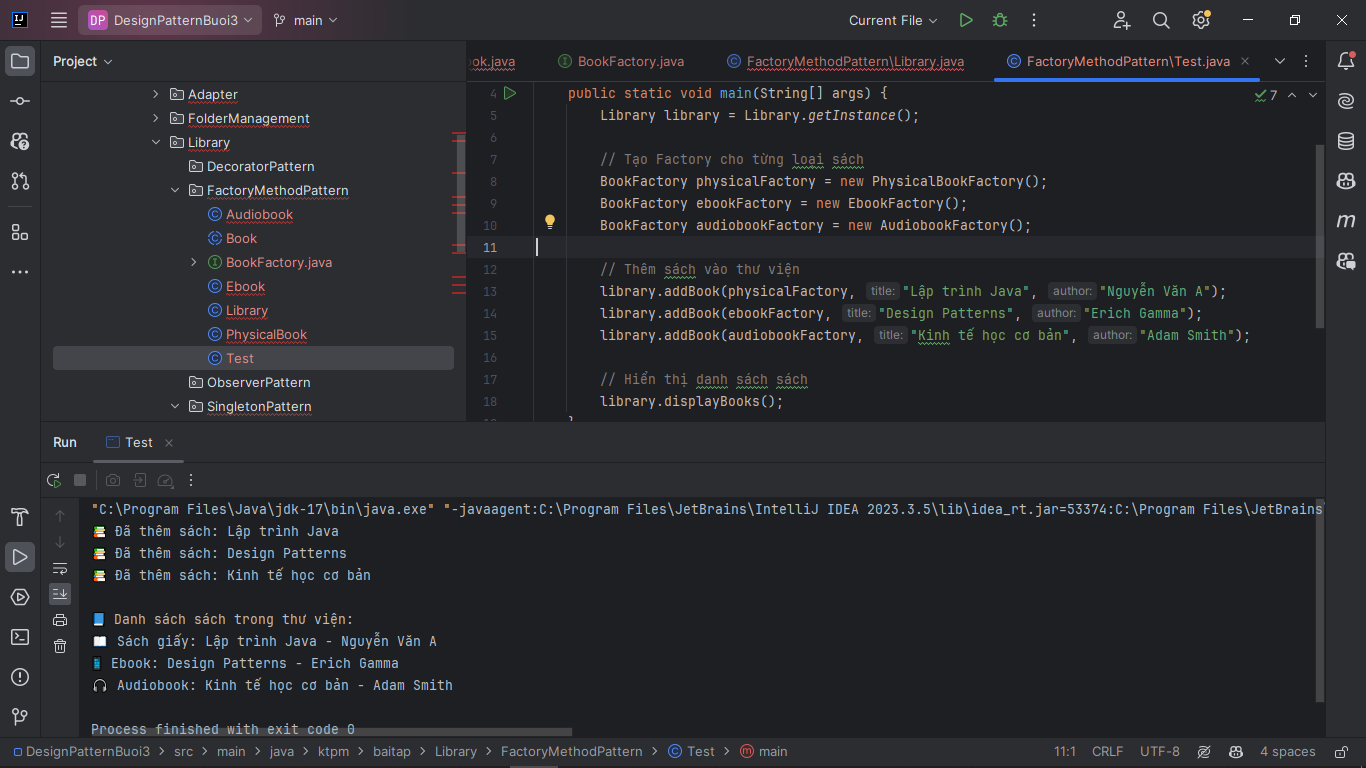 DP DesignPatternBuoi3 main Current File
Project
ok.java BookFactory.java FactoryMethodPattern\Library.java FactoryMethodPattern\Test.java
Adapter
FolderManagement
Library
DecoratorPattern
FactoryMethodPattern
Audiobook
Book
BookFactory.java
Ebook
Library
PhysicalBook
Test
ObserverPattern
SingletonPattern
7
4 public static void main(String[] args) {
5 Library library = Library.getInstance();
6
7 // Tạo Factory cho từng loại sách
8 BookFactory physicalFactory = new PhysicalBookFactory();
9 BookFactory ebookFactory = new EbookFactory();
10 BookFactory audiobookFactory = new AudiobookFactory();
11
12 // Thêm sách vào thư viện
13 library.addBook(physicalFactory, title: "Lập trình Java", author: "Nguyễn Văn A");
14 library.addBook(ebookFactory, title: "Design Patterns", author: "Erich Gamma");
15 library.addBook(audiobookFactory, title: "Kinh tế học cơ bản", author: "Adam Smith");
16
17 // Hiển thị danh sách sách
18 library.displayBooks();
Run Test
"C:\Program Files\Java\jdk-17\bin\java.exe" "-javaagent:C:\Program Files\JetBrains\IntelliJ IDEA 2023.3.5\lib\idea_rt.jar=53374:C:\Program Files\JetBrains\
📚 Đã thêm sách: Lập trình Java
📚 Đã thêm sách: Design Patterns
📚 Đã thêm sách: Kinh tế học cơ bản
📘 Danh sách sách trong thư viện:
📖 Sách giấy: Lập trình Java - Nguyễn Văn A
📱 Ebook: Design Patterns - Erich Gamma
🎧 Audiobook: Kinh tế học cơ bản - Adam Smith
Process finished with exit code 0
DesignPatternBuoi3 > src > main > java > ktpm > baitap > Library > FactoryMethodPattern > Test > main 11:1 CRLF UTF-8 4 spaces